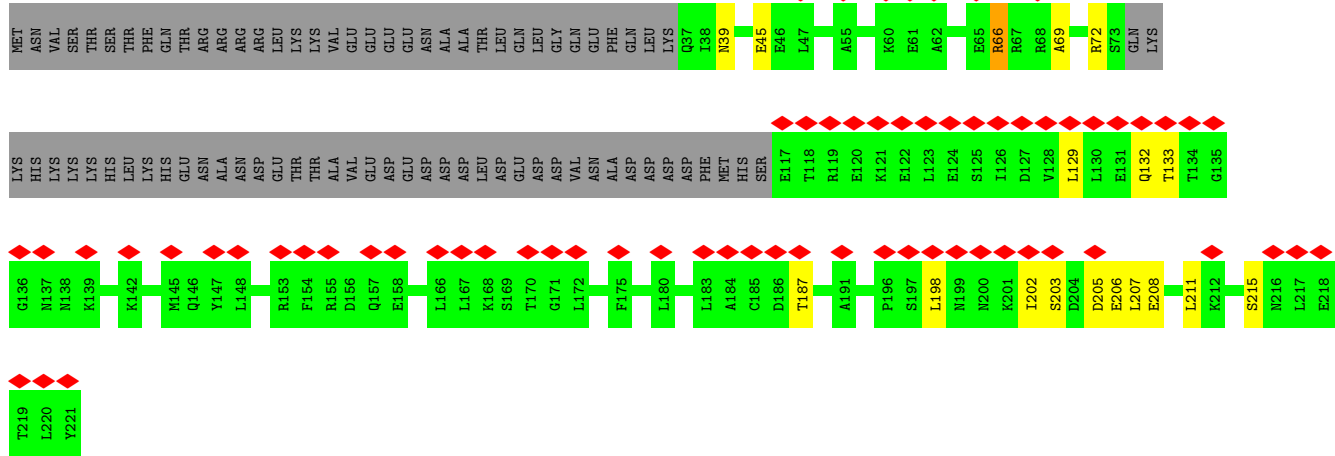 MET ASN VAL SER THR SER THR PHE GLN THR ARG ARG ARG ARG LEU LYS LYS VAL GLU GLU GLU GLU ASN ALA ALA THR LEU GLN LEU GLY GLN GLU PHE GLN LEU LYS Q37 I38 N39 E45 E46 L47 A55 K60 E61 A62 E65 R66 R67 R68 A69 R72 S73 GLN LYS
LYS HIS LYS LYS LYS HIS LEU LYS HIS GLU ASN ALA ASN ASP GLU THR THR ALA VAL GLU ASP GLU ASP ASP ASP LEU ASP GLU ASP ASP VAL ASN ALA ASP ASP ASP ASP PHE MET HIS SER E117 T118 R119 E120 K121 E122 L123 E124 S125 I126 D127 V128 L129 L130 E131 Q132 T133 T134 G135
G136 N137 N138 K139 K142 M145 Q146 Y147 L148 R153 F154 R155 D156 Q157 E158 L166 L167 K168 S169 T170 G171 L172 F175 L180 L183 A184 C185 D186 T187 A191 P196 S197 L198 N199 N200 K201 I202 S203 D204 D205 E206 L207 E208 L211 K212 S215 N216 L217 E218
T219 L220 Y221